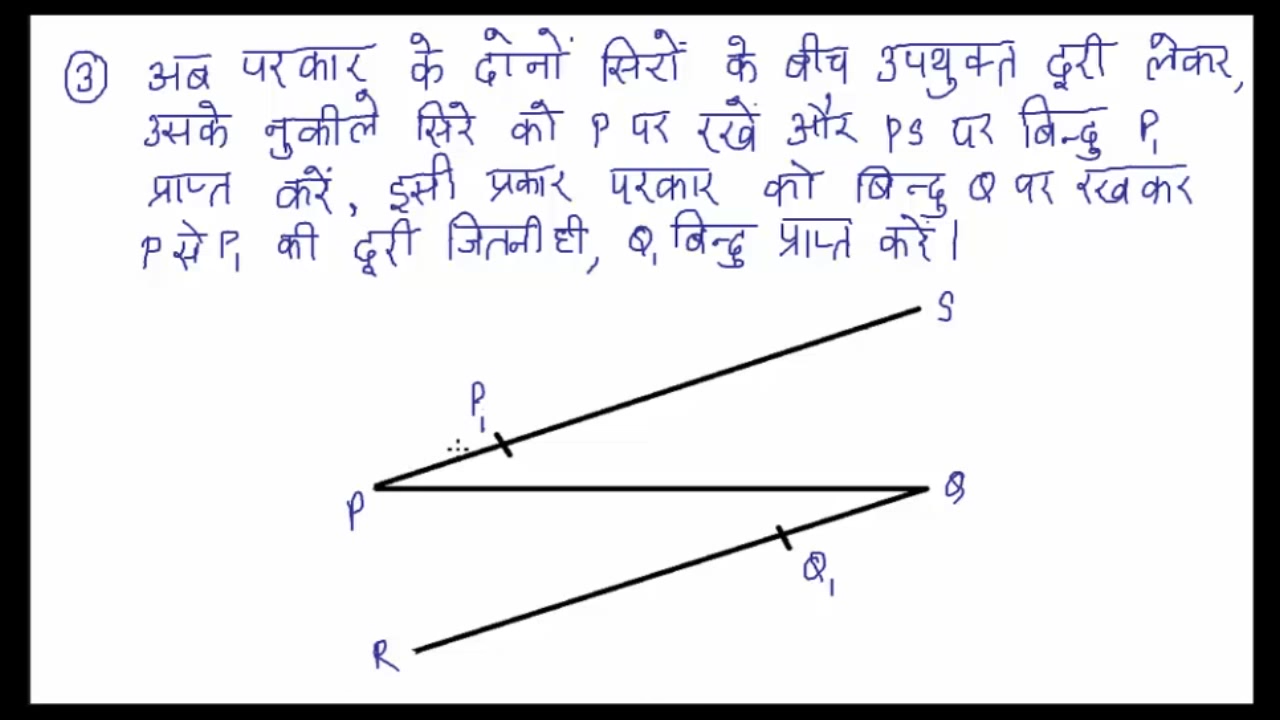 ③ अब परकार के दोनों सिरों के बीच उपयुक्त दूरी लेकर,
उसके नुकीले सिरे को P पर रखें और PS पर बिन्दु P₁
प्राप्त करें, इसी प्रकार परकार को बिन्दु Q पर रखकर
P से P₁ की दूरी जितनी ही, Q₁ बिन्दु प्राप्त करें।
S
P₁
P
Q
Q₁
R